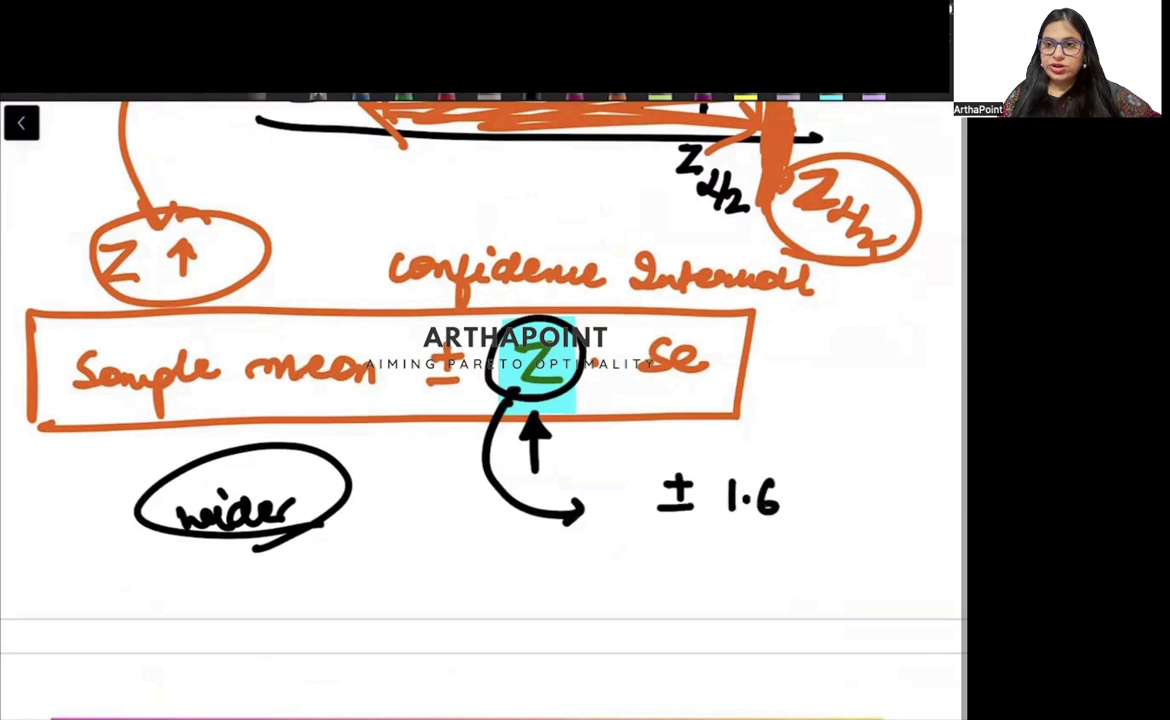 ArthaPoint
Z α/2
Z α/2
Z ↑
Confidence Interval
ARTHAPOINT
AIMING PARETO OPTIMALITY
Sample mean ± Z · Se
wider
± 1.6